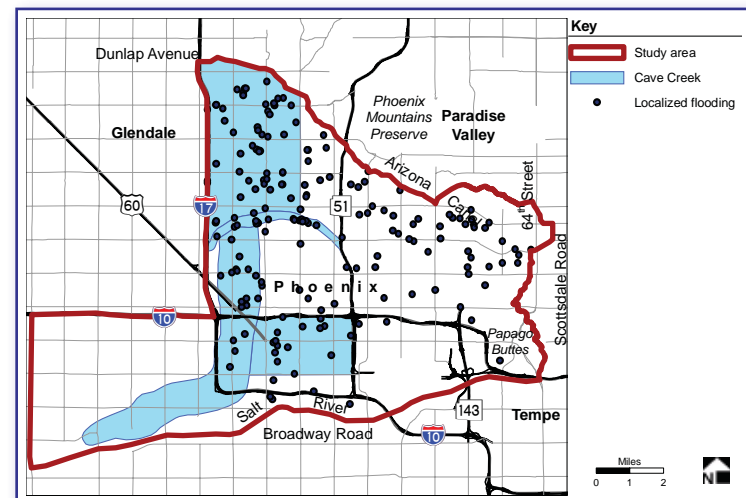 Dunlap Avenue
Glendale
Phoenix
Mountains
Preserve
Paradise
Valley
Arizona
Canal
64th Street
Scottsdale Road
60
17
51
Phoenix
10
Papago
Buttes
Salt River
143
Tempe
Broadway Road
10
Key
Study area
Cave Creek
Localized flooding
Miles
0 1 2
N